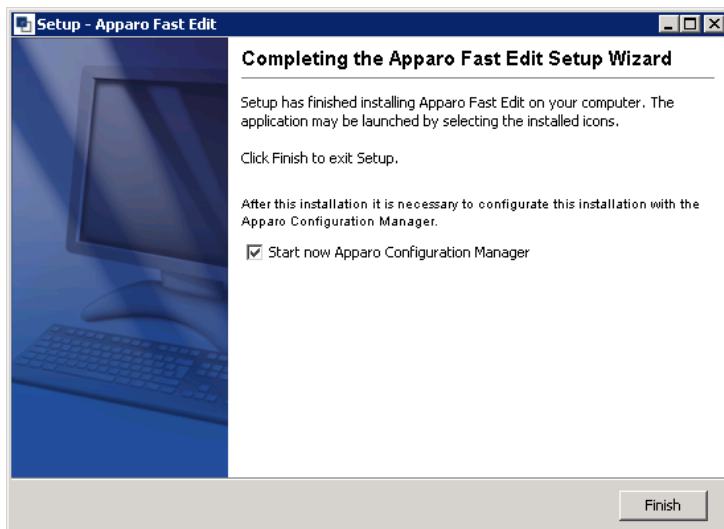 Setup - Apparo Fast Edit
Completing the Apparo Fast Edit Setup Wizard
Setup has finished installing Apparo Fast Edit on your computer. The
application may be launched by selecting the installed icons.
Click Finish to exit Setup.
After this installation it is necessary to configurate this installation with the
Apparo Configuration Manager.
Start now Apparo Configuration Manager
Finish